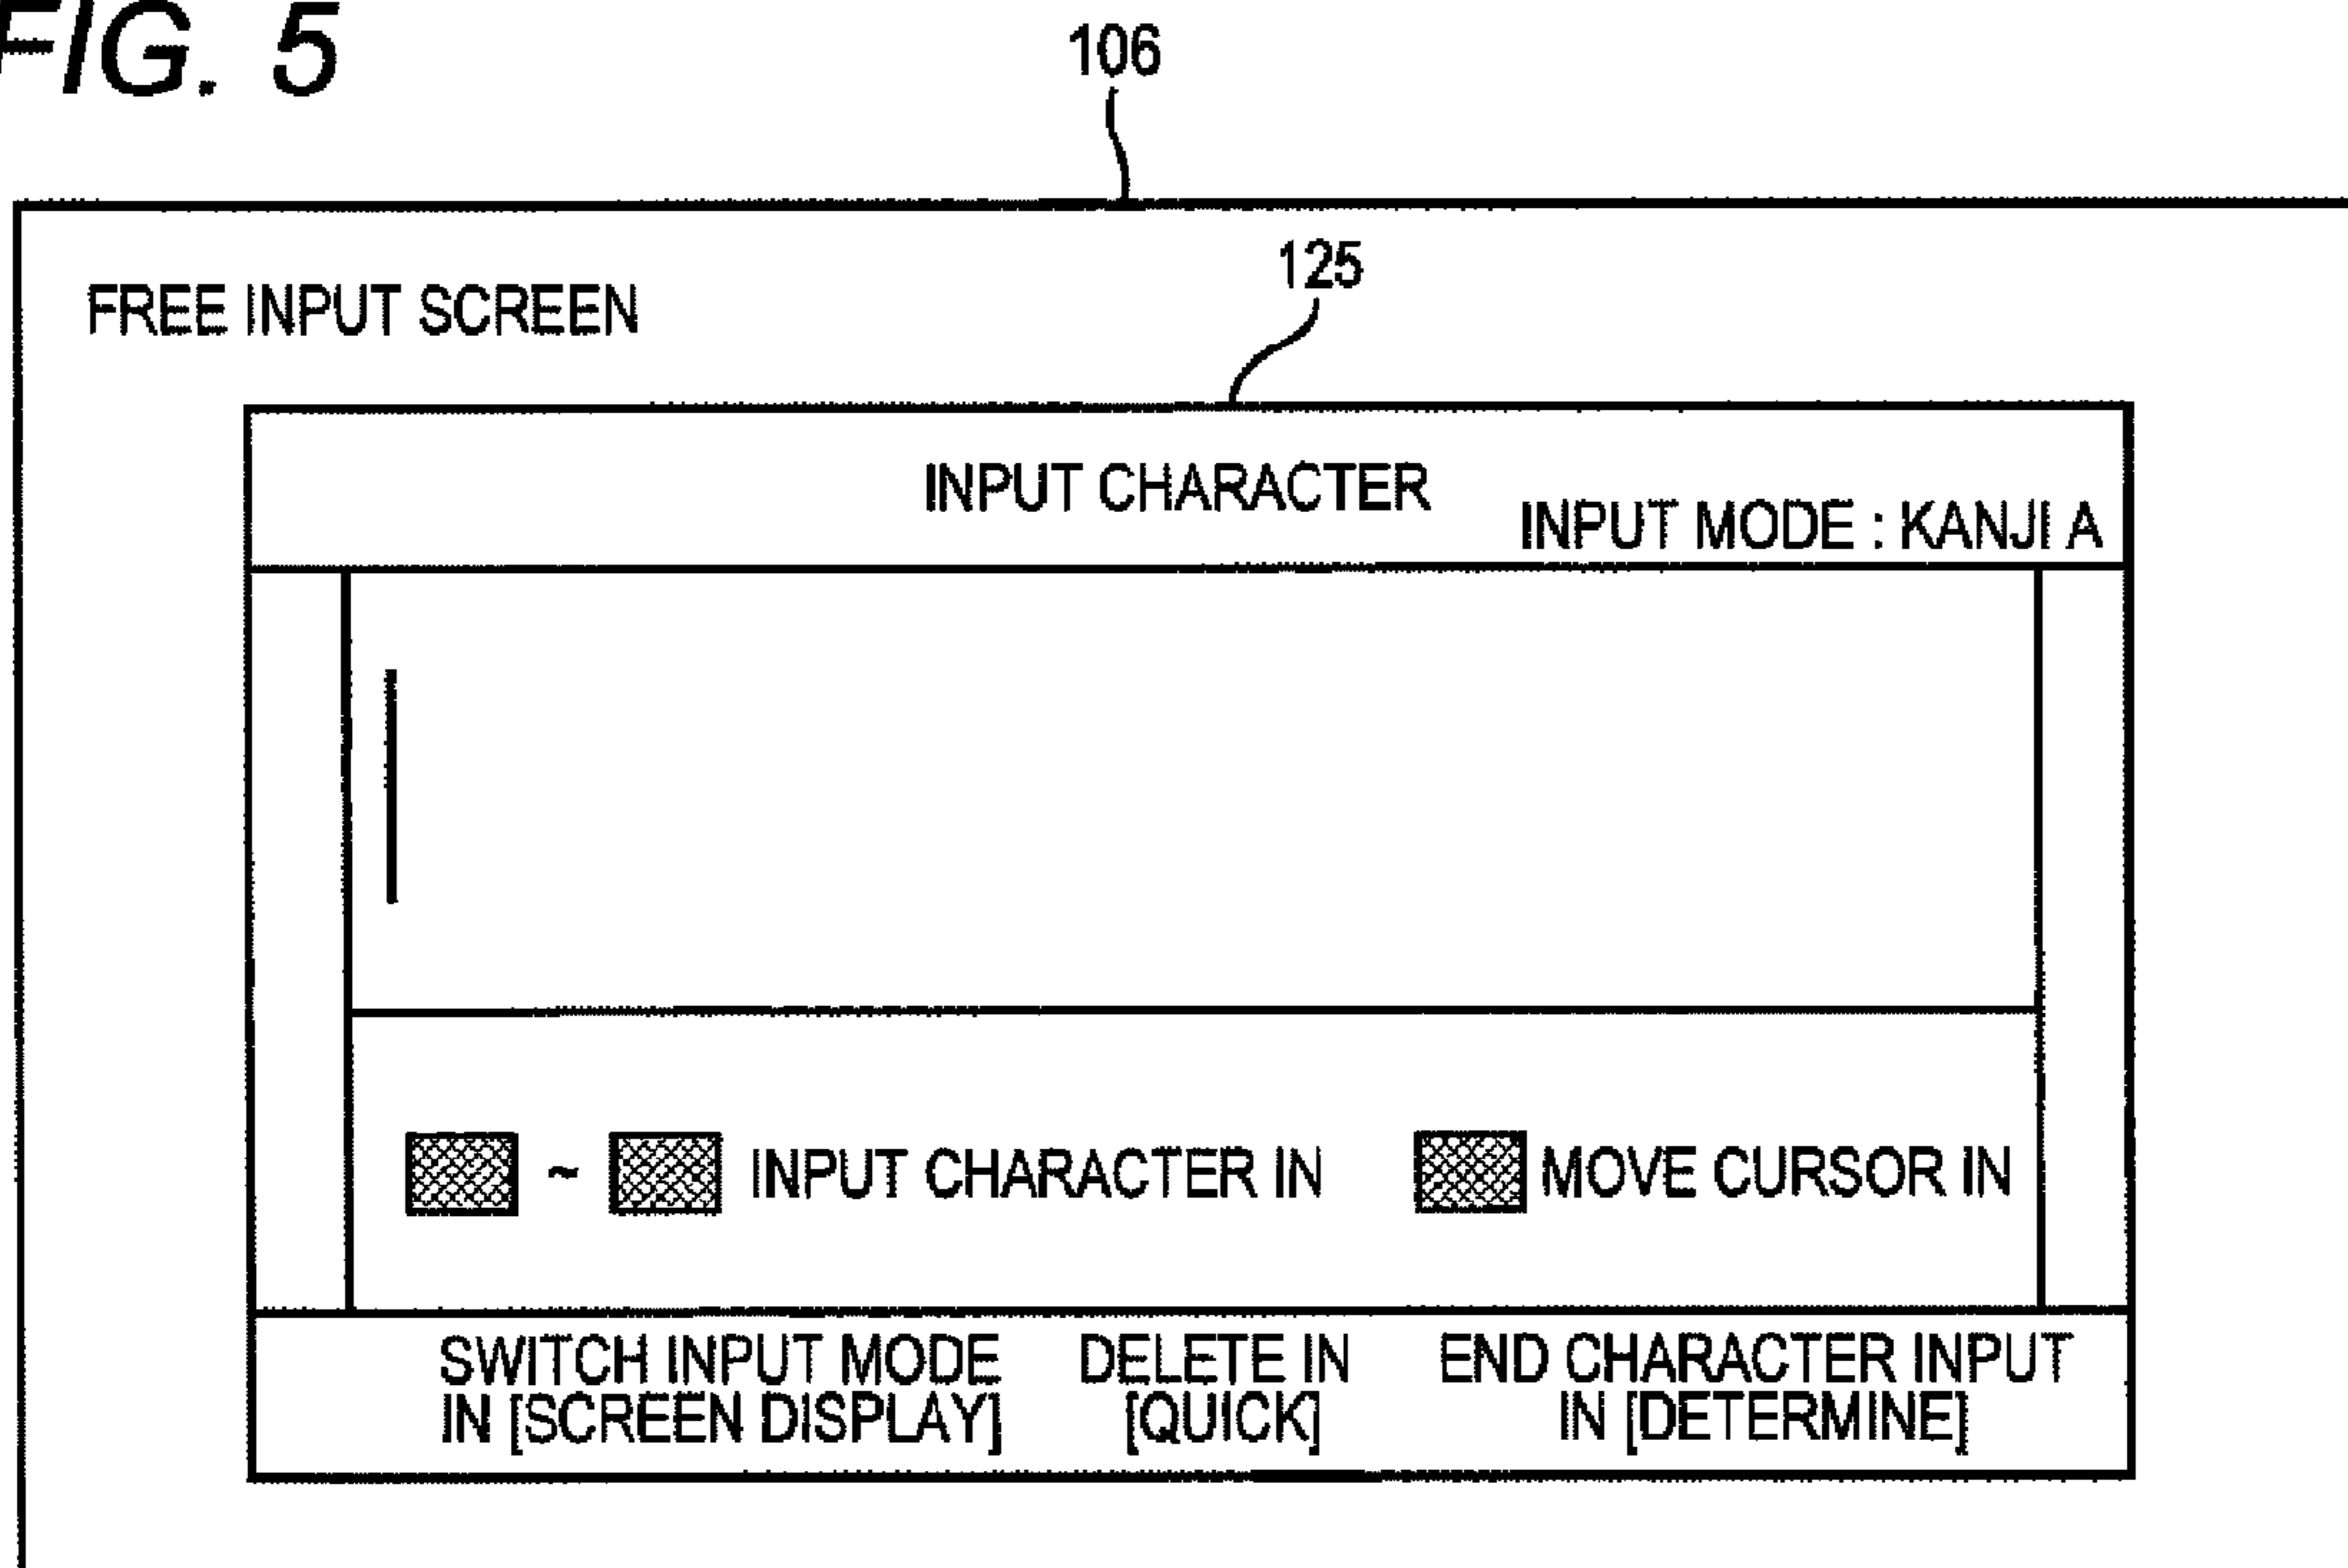 FIG. 5
106
125
FREE INPUT SCREEN
INPUT CHARACTER
INPUT MODE : KANJI A
~ INPUT CHARACTER IN MOVE CURSOR IN
SWITCH INPUT MODE DELETE IN END CHARACTER INPUT
IN [SCREEN DISPLAY] [QUICK] IN [DETERMINE]